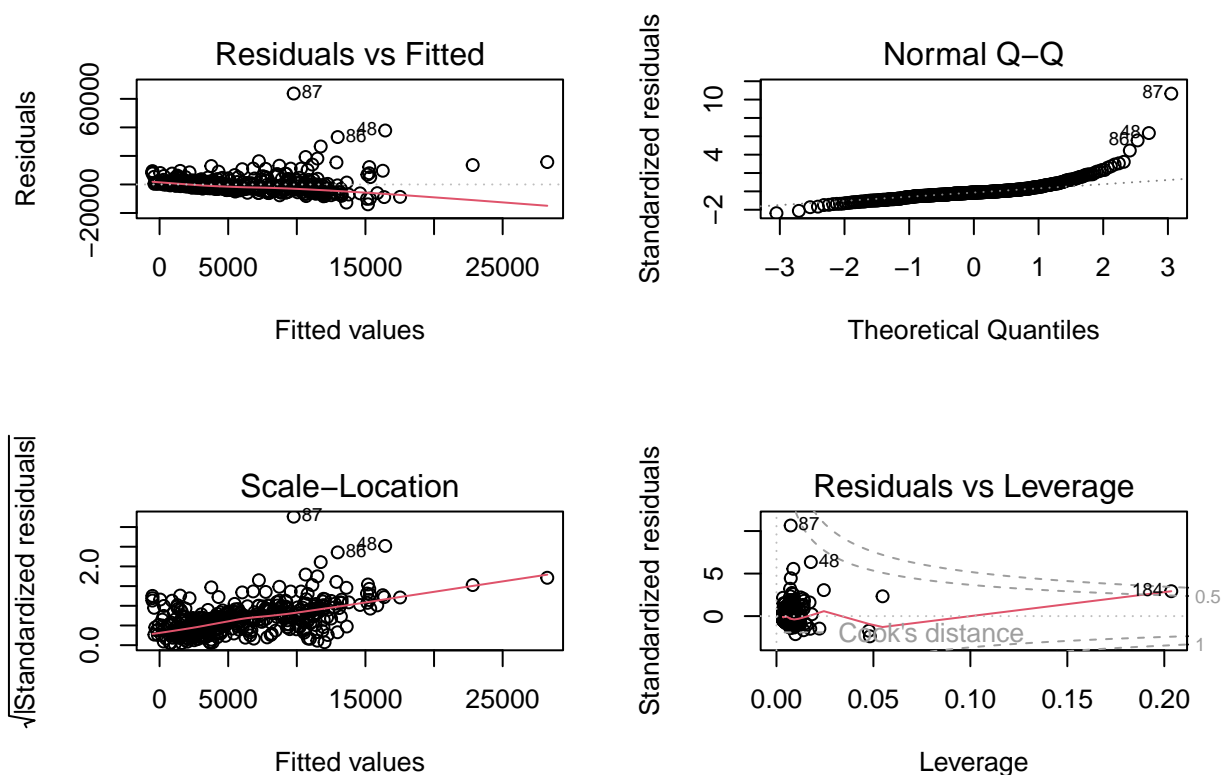 Residuals vs Fitted
Residuals
60000
−20000
87
48
86
0 5000 15000 25000
Fitted values
Normal Q−Q
Standardized residuals
10
4
−2
87
48
86
−3 −2 −1 0 1 2 3
Theoretical Quantiles
Scale−Location
√|Standardized residuals|
2.0
0.0
87
48
86
0 5000 15000 25000
Fitted values
Residuals vs Leverage
Standardized residuals
5
0
87
48
184
0.5
1
Cook's distance
0.00 0.05 0.10 0.15 0.20
Leverage